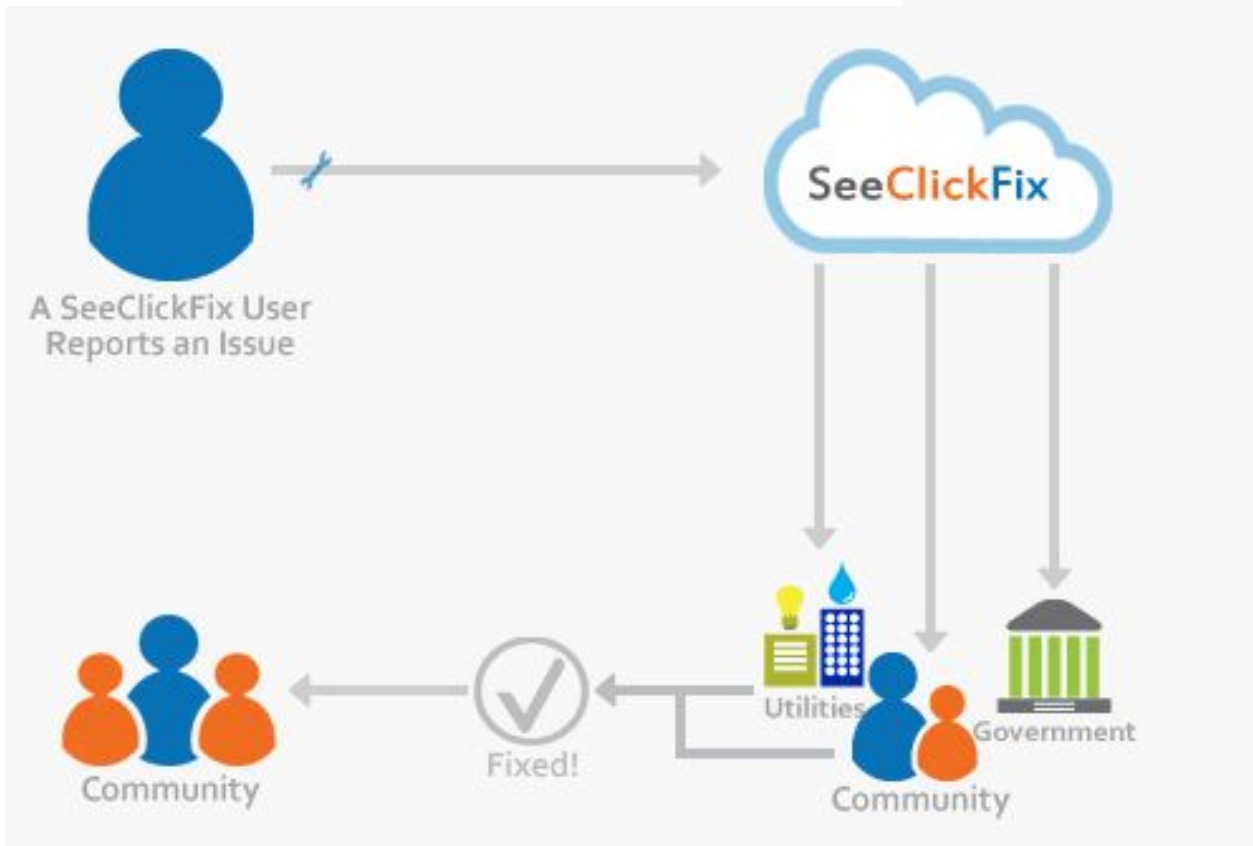 SeeClickFix
A SeeClickFix User
Reports an Issue
Utilities
Government
Fixed!
Community
Community